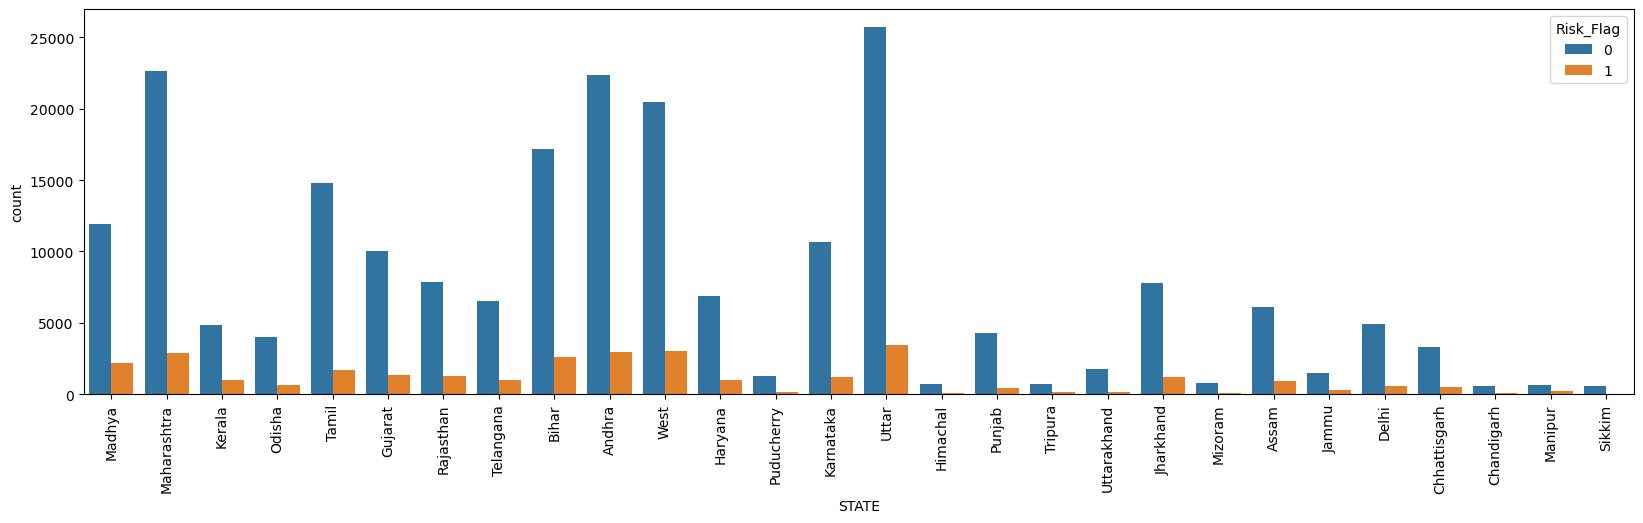 Risk_Flag
0
1
25000
20000
15000
10000
5000
0
count
Madhya
Maharashtra
Kerala
Odisha
Tamil
Gujarat
Rajasthan
Telangana
Bihar
Andhra
West
Haryana
Puducherry
Karnataka
Uttar
Himachal
Punjab
Tripura
Uttarakhand
Jharkhand
Mizoram
Assam
Jammu
Delhi
Chhattisgarh
Chandigarh
Manipur
Sikkim
STATE